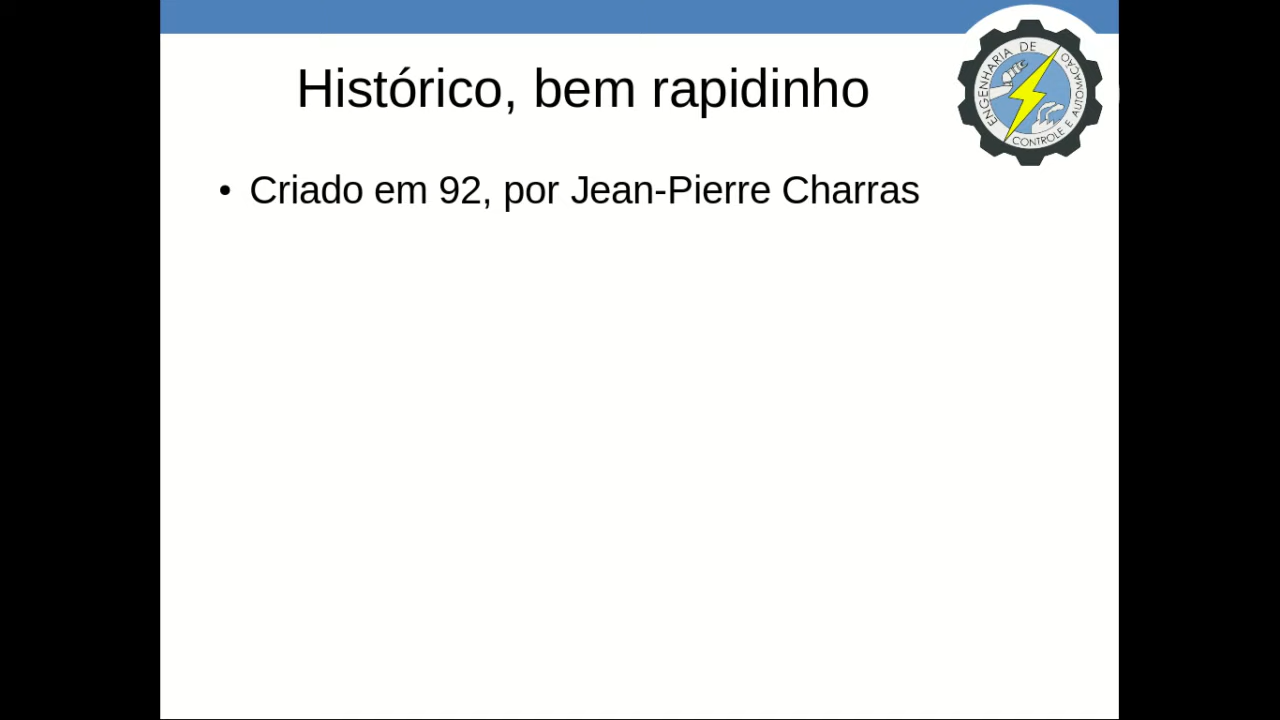 Histórico, bem rapidinho
ENGENHARIA DE
CONTROLE E AUTOMAÇÃO
• Criado em 92, por Jean-Pierre Charras